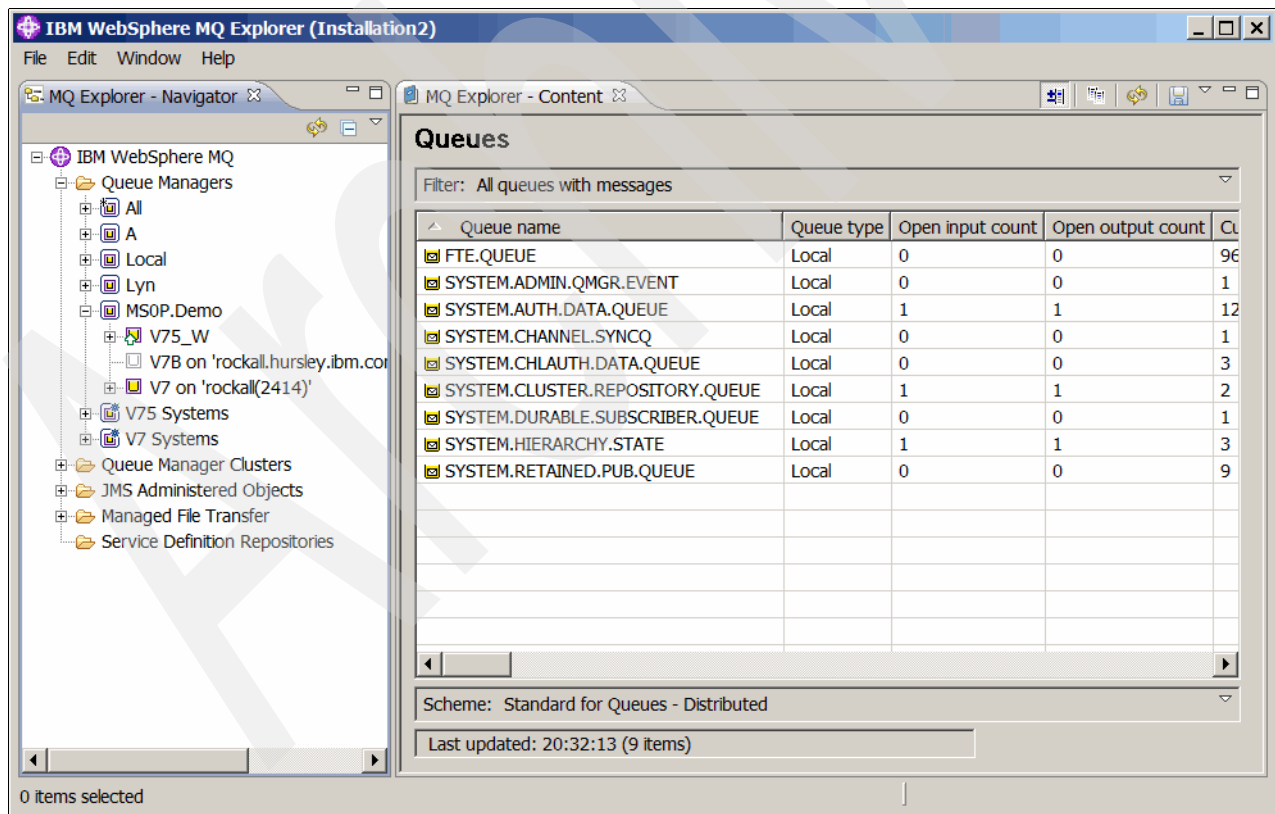 IBM WebSphere MQ Explorer (Installation2)
File Edit Window Help
MQ Explorer - Navigator
IBM WebSphere MQ
Queue Managers
All
A
Local
Lyn
MS0P.Demo
V75_W
V7B on 'rockall.hursley.ibm.cor
V7 on 'rockall(2414)'
V75 Systems
V7 Systems
Queue Manager Clusters
JMS Administered Objects
Managed File Transfer
Service Definition Repositories
MQ Explorer - Content
Queues
Filter: All queues with messages
Queue name Queue type Open input count Open output count Cu
FTE.QUEUE Local 0 0 96
SYSTEM.ADMIN.QMGR.EVENT Local 0 0 1
SYSTEM.AUTH.DATA.QUEUE Local 1 1 12
SYSTEM.CHANNEL.SYNCQ Local 0 0 1
SYSTEM.CHLAUTH.DATA.QUEUE Local 0 0 3
SYSTEM.CLUSTER.REPOSITORY.QUEUE Local 1 1 2
SYSTEM.DURABLE.SUBSCRIBER.QUEUE Local 0 0 1
SYSTEM.HIERARCHY.STATE Local 1 1 3
SYSTEM.RETAINED.PUB.QUEUE Local 0 0 9
Scheme: Standard for Queues - Distributed
Last updated: 20:32:13 (9 items)
0 items selected